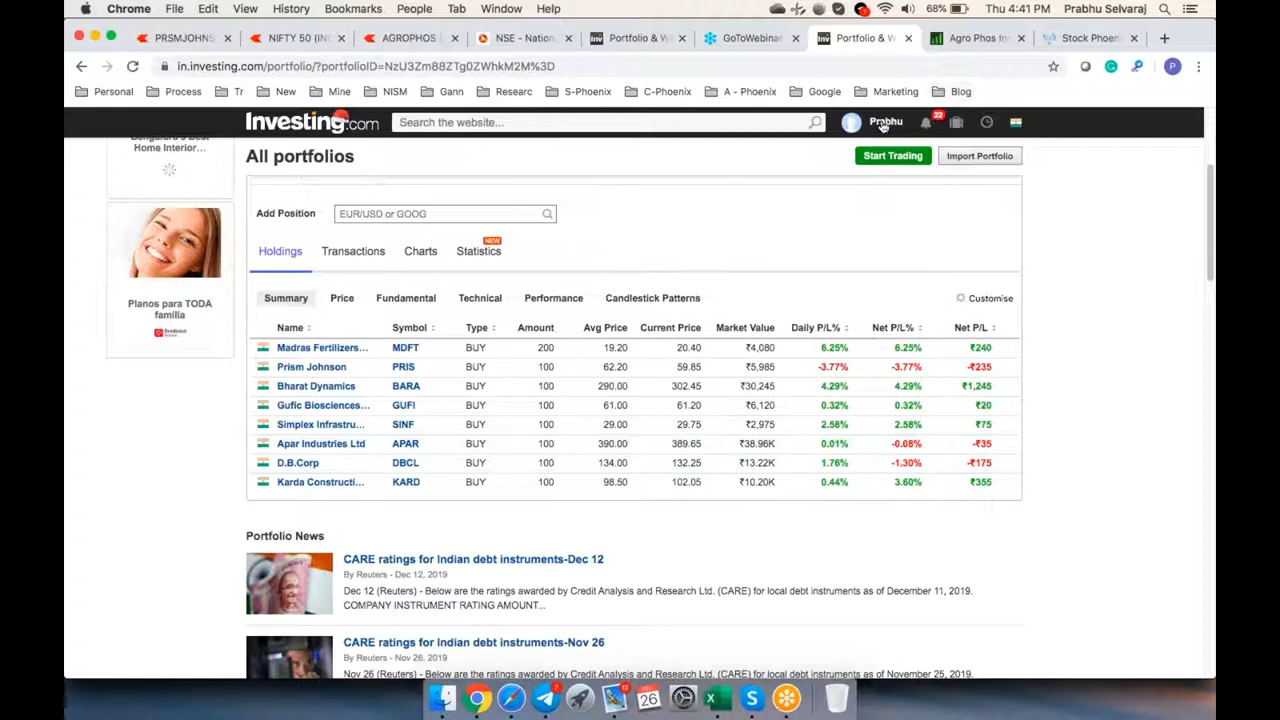 Chrome File Edit View History Bookmarks People Tab Window Help 68% Thu 4:41 PM Prabhu Selvaraj
PRSMJOHNS NIFTY 50 (IN AGROPHOS NSE - Nation Portfolio & W GoToWebinar Portfolio & W Agro Phos Ind Stock Phoeni
in.investing.com/portfolio/?portfolioID=NzU3Zm88ZTg0ZWhkM2M%3D
Personal Process Tr New Mine NISM Gann Researc S-Phoenix C-Phoenix A - Phoenix Google Marketing Blog
Investing.com Search the website... Prabhu 22
Home Interior...
All portfolios Start Trading Import Portfolio
Add Position EUR/USD or GOOG
NEW
Holdings Transactions Charts Statistics
Summary Price Fundamental Technical Performance Candlestick Patterns Customise
Name Symbol Type Amount Avg Price Current Price Market Value Daily P/L% Net P/L% Net P/L
Madras Fertilizers... MDFT BUY 200 19.20 20.40 ₹4,080 6.25% 6.25% ₹240
Prism Johnson PRIS BUY 100 62.20 59.85 ₹5,985 -3.77% -3.77% -₹235
Bharat Dynamics BARA BUY 100 290.00 302.45 ₹30,245 4.29% 4.29% ₹1,245
Gufic Biosciences... GUFI BUY 100 61.00 61.20 ₹6,120 0.32% 0.32% ₹20
Simplex Infrastru... SINF BUY 100 29.00 29.75 ₹2,975 2.58% 2.58% ₹75
Apar Industries Ltd APAR BUY 100 390.00 389.65 ₹38.96K 0.01% -0.08% -₹35
D.B.Corp DBCL BUY 100 134.00 132.25 ₹13.22K 1.76% -1.30% -₹175
Karda Constructi... KARD BUY 100 98.50 102.05 ₹10.20K 0.44% 3.60% ₹355
Planos para TODA
família
Portfolio News
CARE ratings for Indian debt instruments-Dec 12
By Reuters - Dec 12, 2019
Dec 12 (Reuters) - Below are the ratings awarded by Credit Analysis and Research Ltd. (CARE) for local debt instruments as of December 11, 2019.
COMPANY INSTRUMENT RATING AMOUNT...
CARE ratings for Indian debt instruments-Nov 26
By Reuters - Nov 26, 2019
Nov 26 (Reuters) - Below are the ratings awarded by Credit Analysis and Research Ltd. (CARE) for local debt instruments as of November 25, 2019.
DEC
26